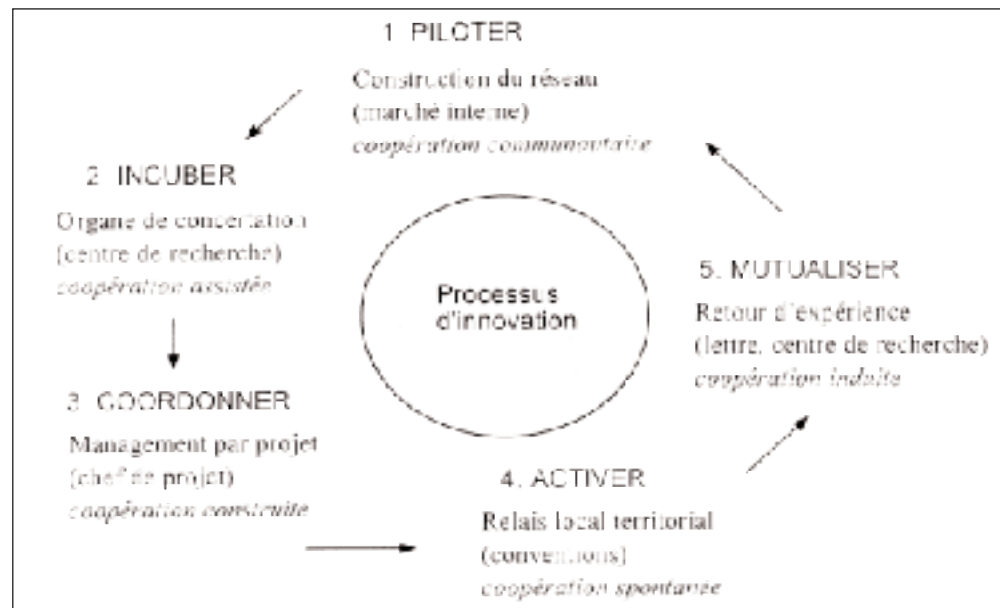 1 PILOTER
Construction du réseau
(marché interne)
coopération communautaire
2 INCUBER
Organe de concertation
(centre de recherche)
coopération assistée
3 COORDONNER
Management par projet
(chef de projet)
coopération construite
4. ACTIVER
Relais local territorial
(conventions)
coopération spontanée
5. MUTUALISER
Retour d'expérience
(lettre, centre de recherche)
coopération induite
Processus
d'innovation